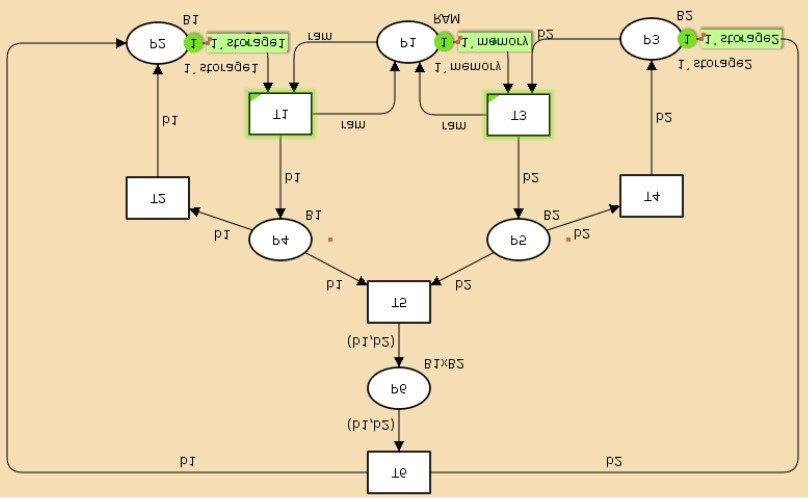 B1
RAM
B2
P2
1
1`storage1
ram
P1
1
1`memory
b2
P3
1
1`storage2
1`storage1
1`memory
1`storage2
T1
T3
b1
ram
ram
b2
b1
b2
T2
T4
B1
B2
b1
P4
P5
b2
b1
b2
T5
(b1,b2)
B1xB2
P6
(b1,b2)
b1
b2
T6